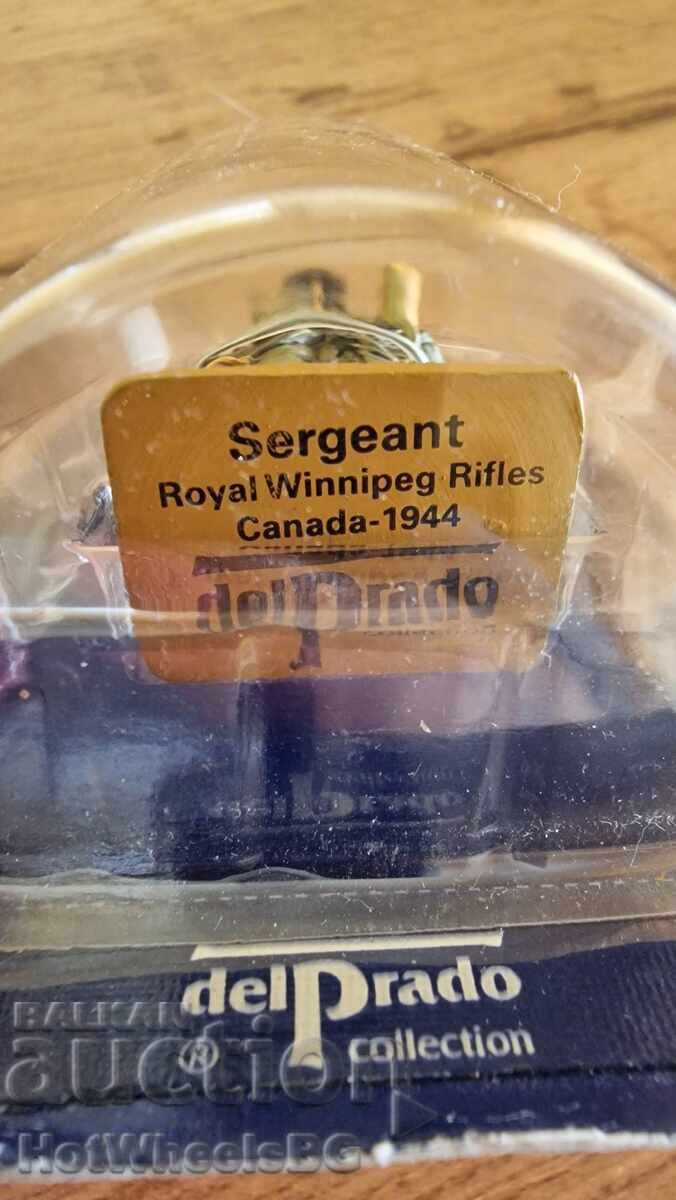 Sergeant
Royal Winnipeg Rifles
Canada-1944
delPrado
delPrado
® collection
BALKAN
auction
HotWheelsBG